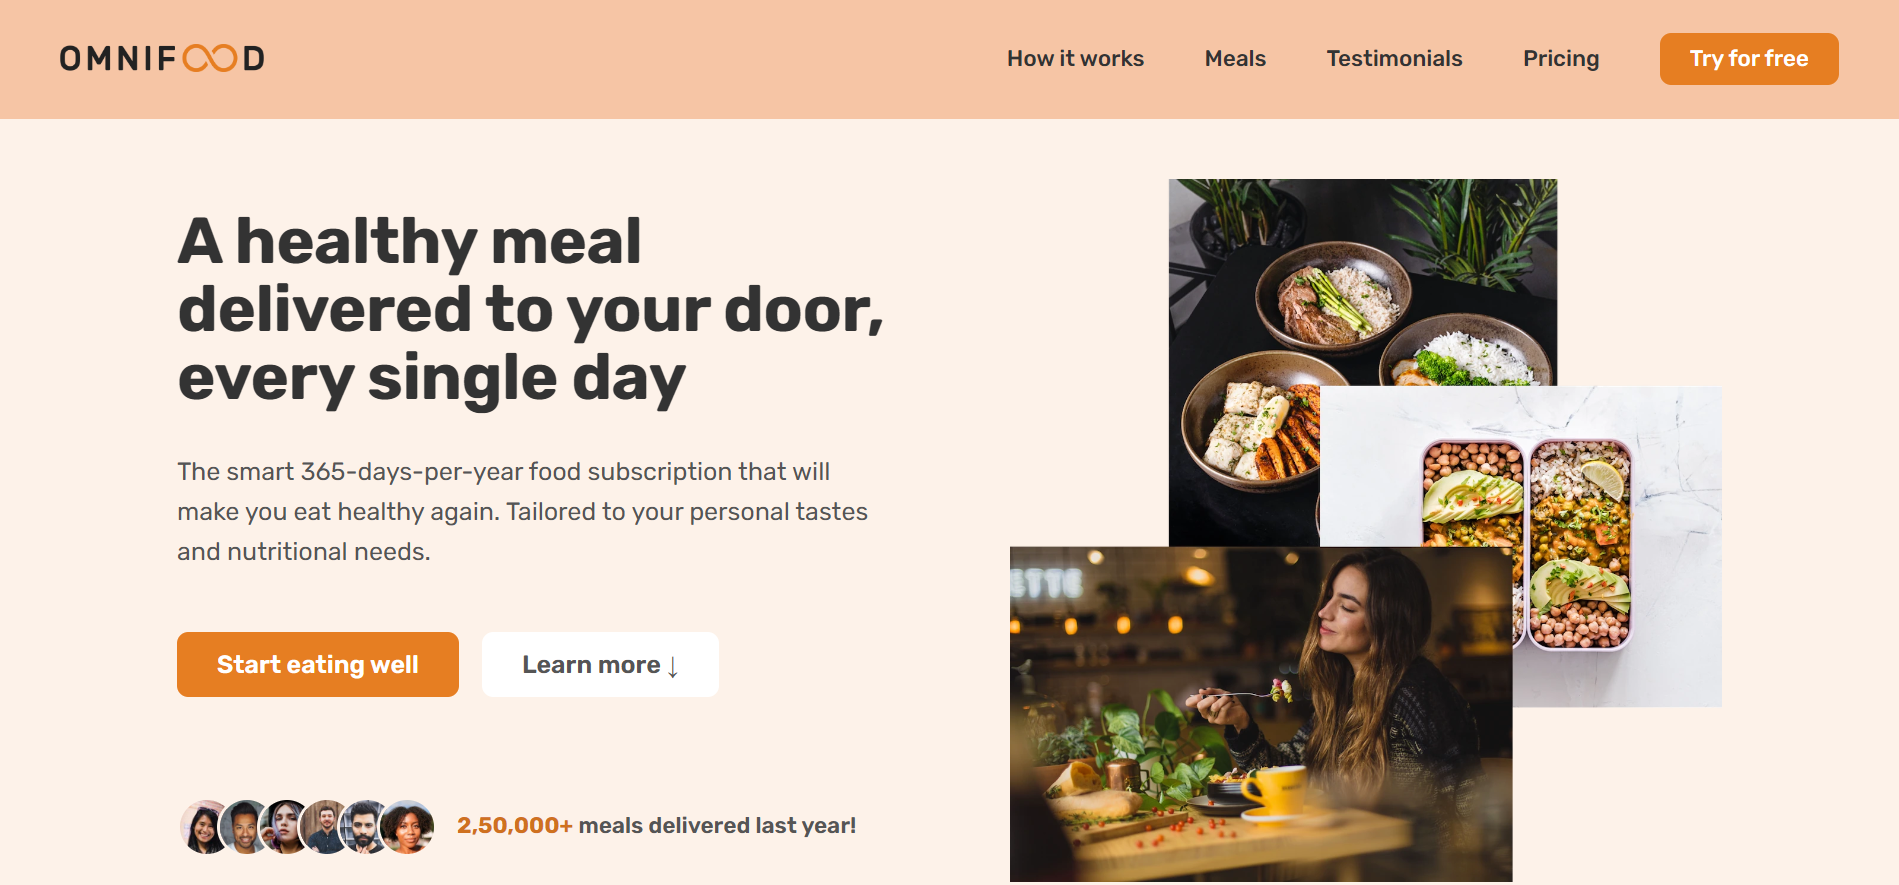 OMNIFOOD
How it works
Meals
Testimonials
Pricing
Try for free
A healthy meal
delivered to your door,
every single day
The smart 365-days-per-year food subscription that will
make you eat healthy again. Tailored to your personal tastes
and nutritional needs.
Start eating well
Learn more ↓
2,50,000+ meals delivered last year!
ETTE